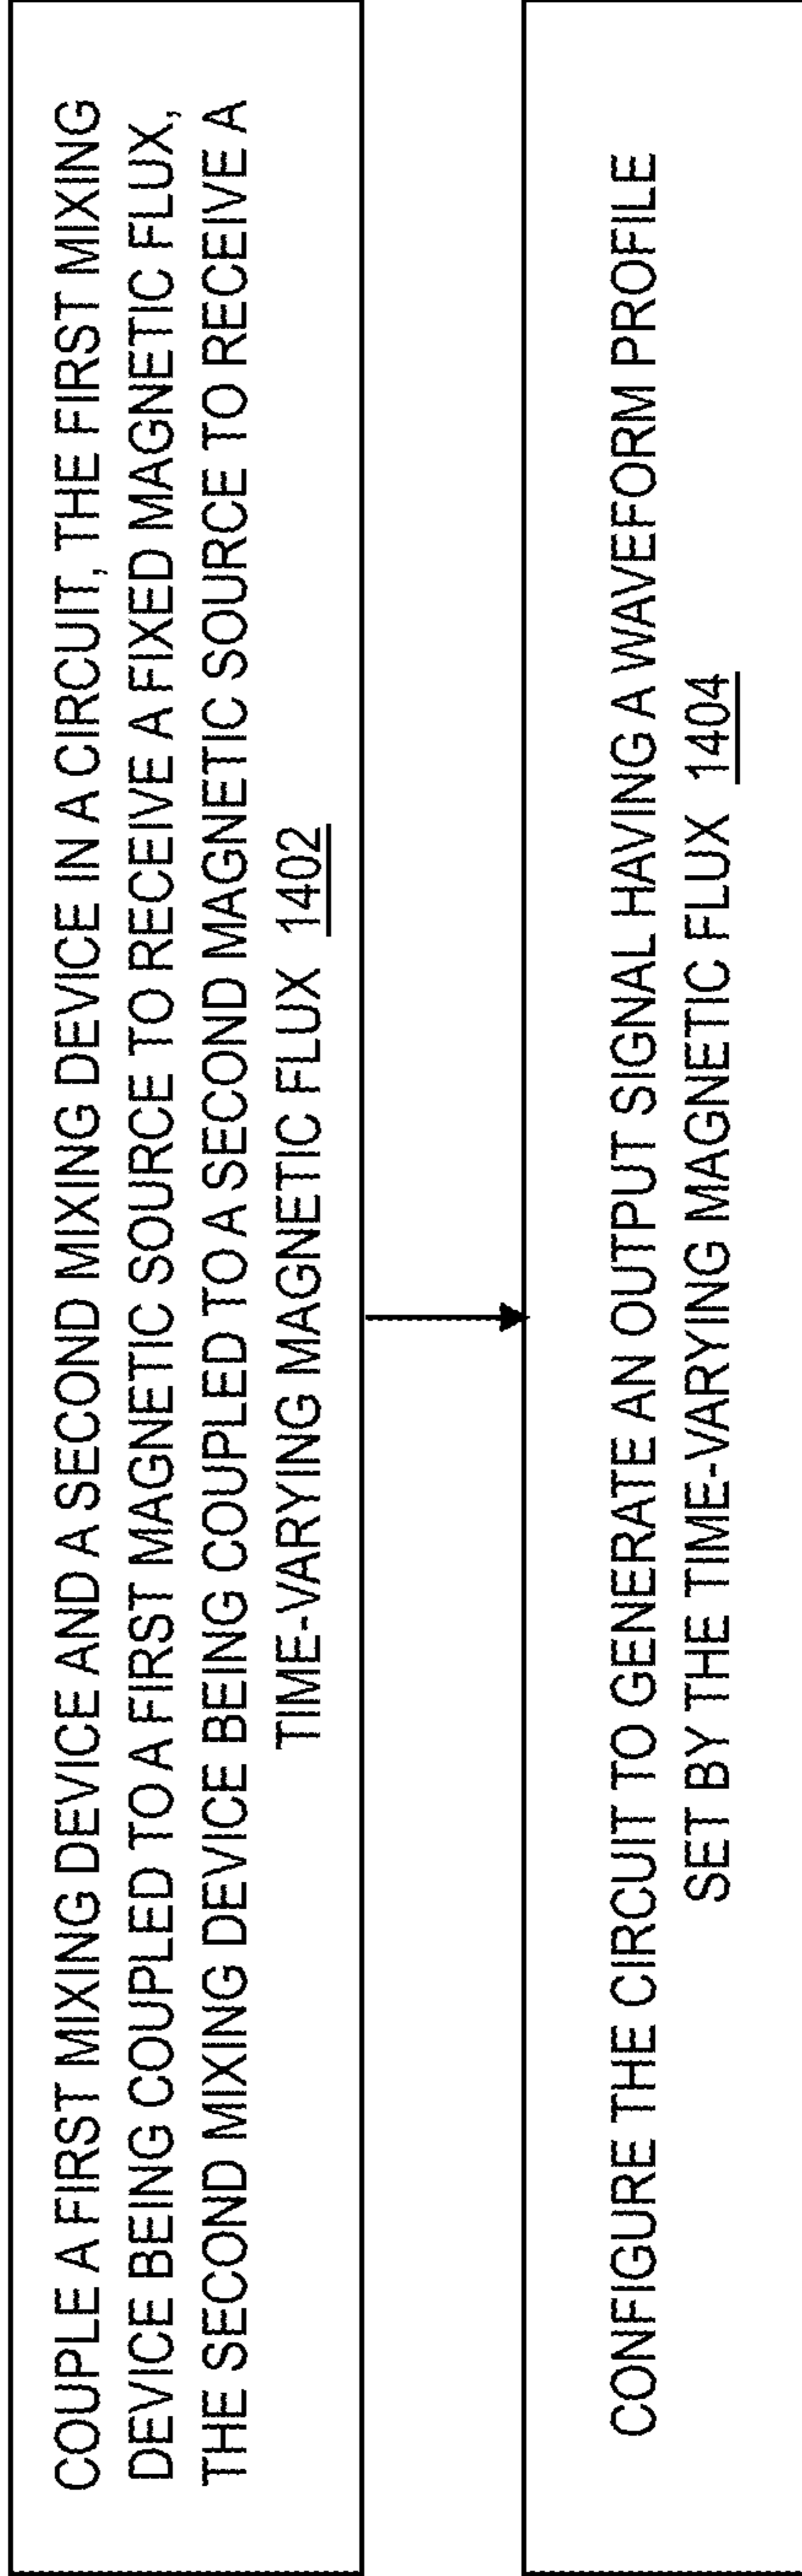 COUPLE A FIRST MIXING DEVICE AND A SECOND MIXING DEVICE IN A CIRCUIT, THE FIRST MIXING
DEVICE BEING COUPLED TO A FIRST MAGNETIC SOURCE TO RECEIVE A FIXED MAGNETIC FLUX,
THE SECOND MIXING DEVICE BEING COUPLED TO A SECOND MAGNETIC SOURCE TO RECEIVE A
TIME-VARYING MAGNETIC FLUX 1402
CONFIGURE THE CIRCUIT TO GENERATE AN OUTPUT SIGNAL HAVING A WAVEFORM PROFILE
SET BY THE TIME-VARYING MAGNETIC FLUX 1404